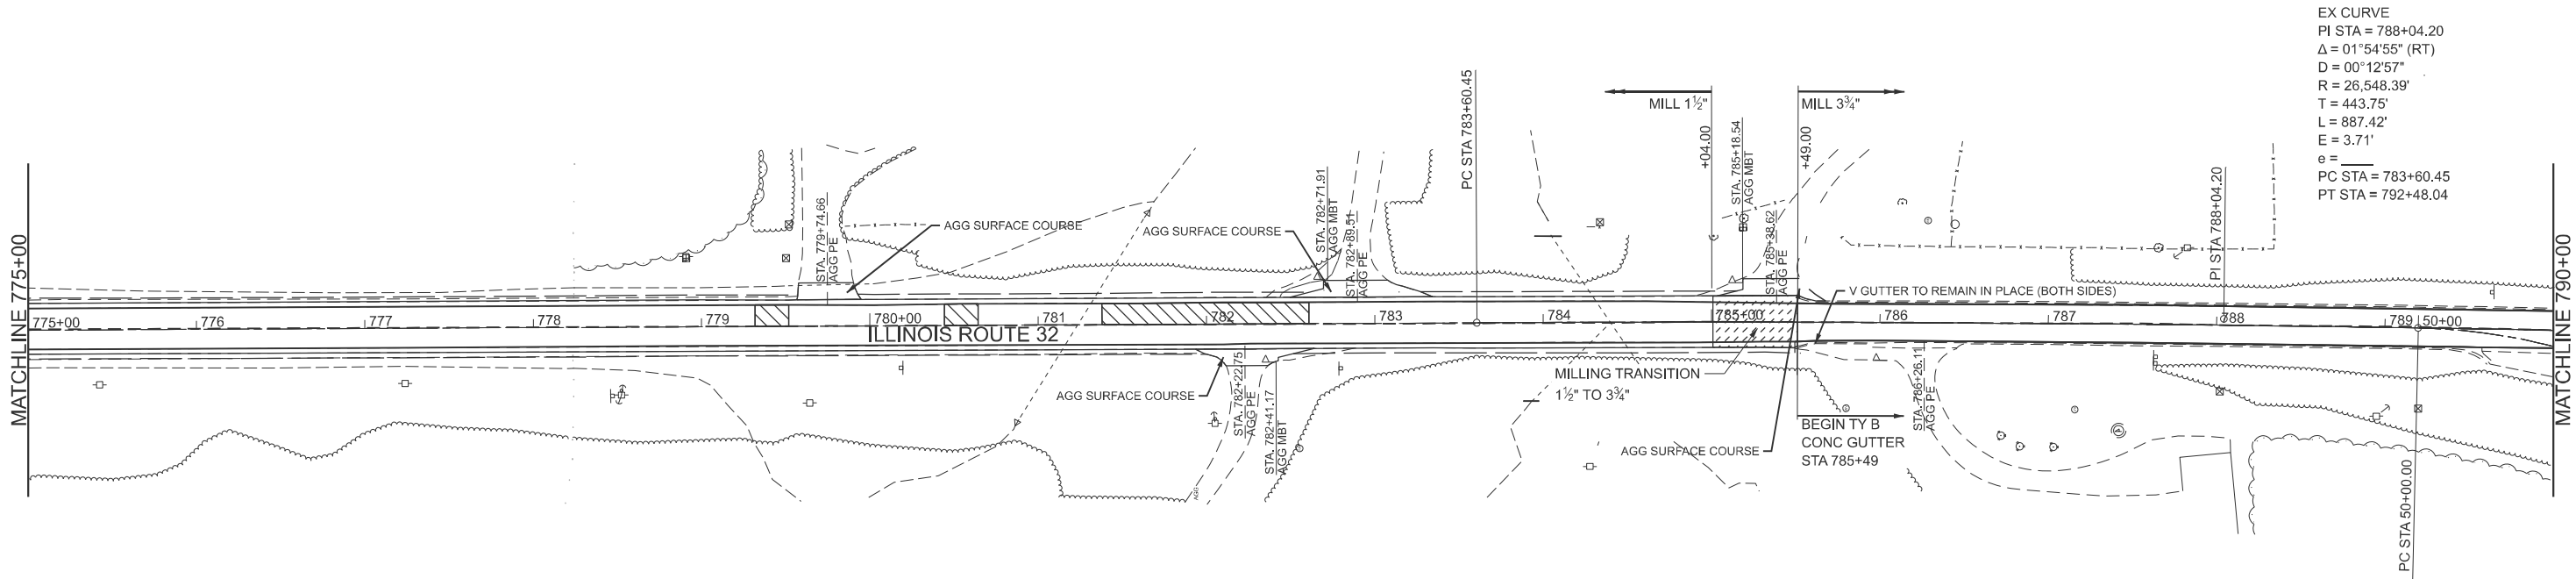 EX CURVE
PI STA = 788+04.20
Δ = 01°54'55" (RT)
D = 00°12'57"
R = 26,548.39'
T = 443.75'
L = 887.42'
E = 3.71'
e = ____
PC STA = 783+60.45
PT STA = 792+48.04
MATCHLINE 775+00
STA. 779+74.66
AGG PE
AGG SURFACE COURSE
AGG SURFACE COURSE
STA. 782+71.91
AGG MBT
STA. 782+89.51
AGG PE
PC STA 783+60.45
MILL 1½"
+04.00
STA. 785+18.54
AGG MBT
STA. 785+38.62
AGG PE
MILL 3¾"
+49.00
V GUTTER TO REMAIN IN PLACE (BOTH SIDES)
PI STA 788+04.20
MATCHLINE 790+00
775+00
776
777
778
779
780+00
781
782
783
784
785+00
786
787
788
789
50+00
ILLINOIS ROUTE 32
AGG SURFACE COURSE
STA. 782+22.75
AGG PE
STA. 782+41.17
AGG MBT
AGG
MILLING TRANSITION
1½" TO 3¾"
AGG SURFACE COURSE
BEGIN TY B
CONC GUTTER
STA 785+49
STA. 786+26.11
AGG PE
PC STA 50+00.00